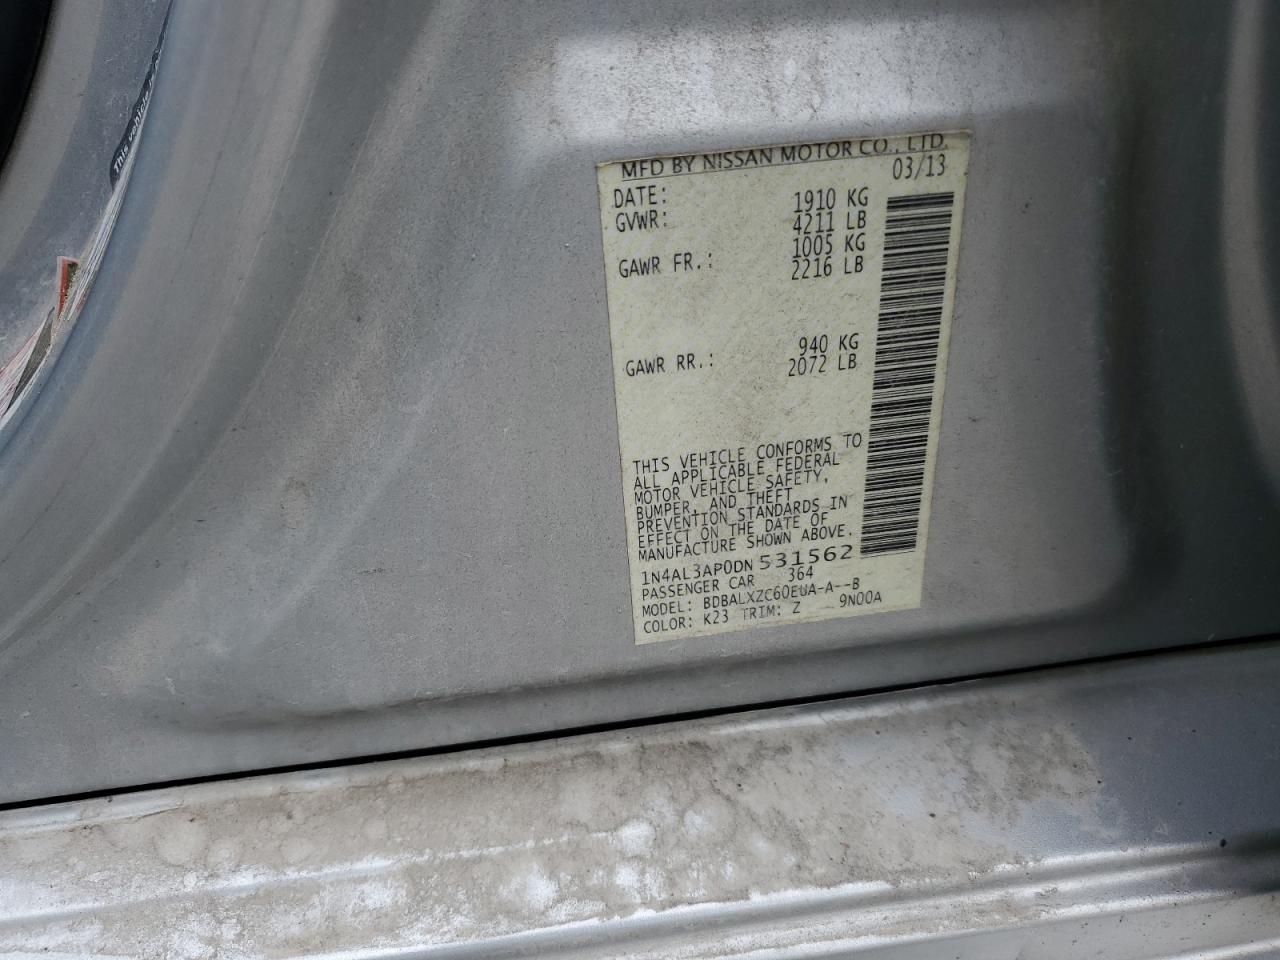 This vehicle
MFD BY NISSAN MOTOR CO., LTD.
DATE: 03/13
GVWR: 1910 KG
4211 LB
GAWR FR.: 1005 KG
2216 LB
GAWR RR.: 940 KG
2072 LB
THIS VEHICLE CONFORMS TO
ALL APPLICABLE FEDERAL
MOTOR VEHICLE SAFETY,
BUMPER, AND THEFT
PREVENTION STANDARDS IN
EFFECT ON THE DATE OF
MANUFACTURE SHOWN ABOVE.
1N4AL3AP0DN531562
PASSENGER CAR 364
MODEL: BDBALXZC60EUA-A--B
COLOR: K23 TRIM: Z 9N00A